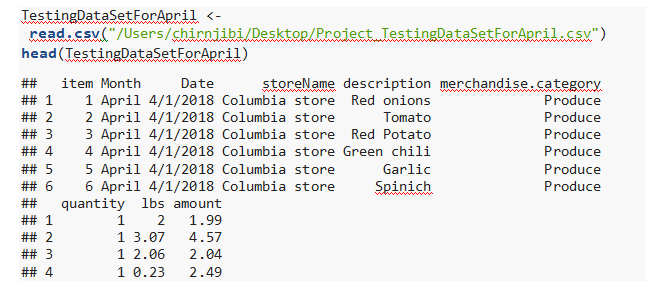 TestingDataSetForApril <-
read.csv("/Users/chirnjibi/Desktop/Project_TestingDataSetForApril.csv")
head(TestingDataSetForApril)
## item Month Date storeName description merchandise.category
## 1 1 April 4/1/2018 Columbia store Red onions Produce
## 2 2 April 4/1/2018 Columbia store Tomato Produce
## 3 3 April 4/1/2018 Columbia store Red Potato Produce
## 4 4 April 4/1/2018 Columbia store Green chili Produce
## 5 5 April 4/1/2018 Columbia store Garlic Produce
## 6 6 April 4/1/2018 Columbia store Spinich Produce
## quantity lbs amount
## 1 1 2 1.99
## 2 1 3.07 4.57
## 3 1 2.06 2.04
## 4 1 0.23 2.49